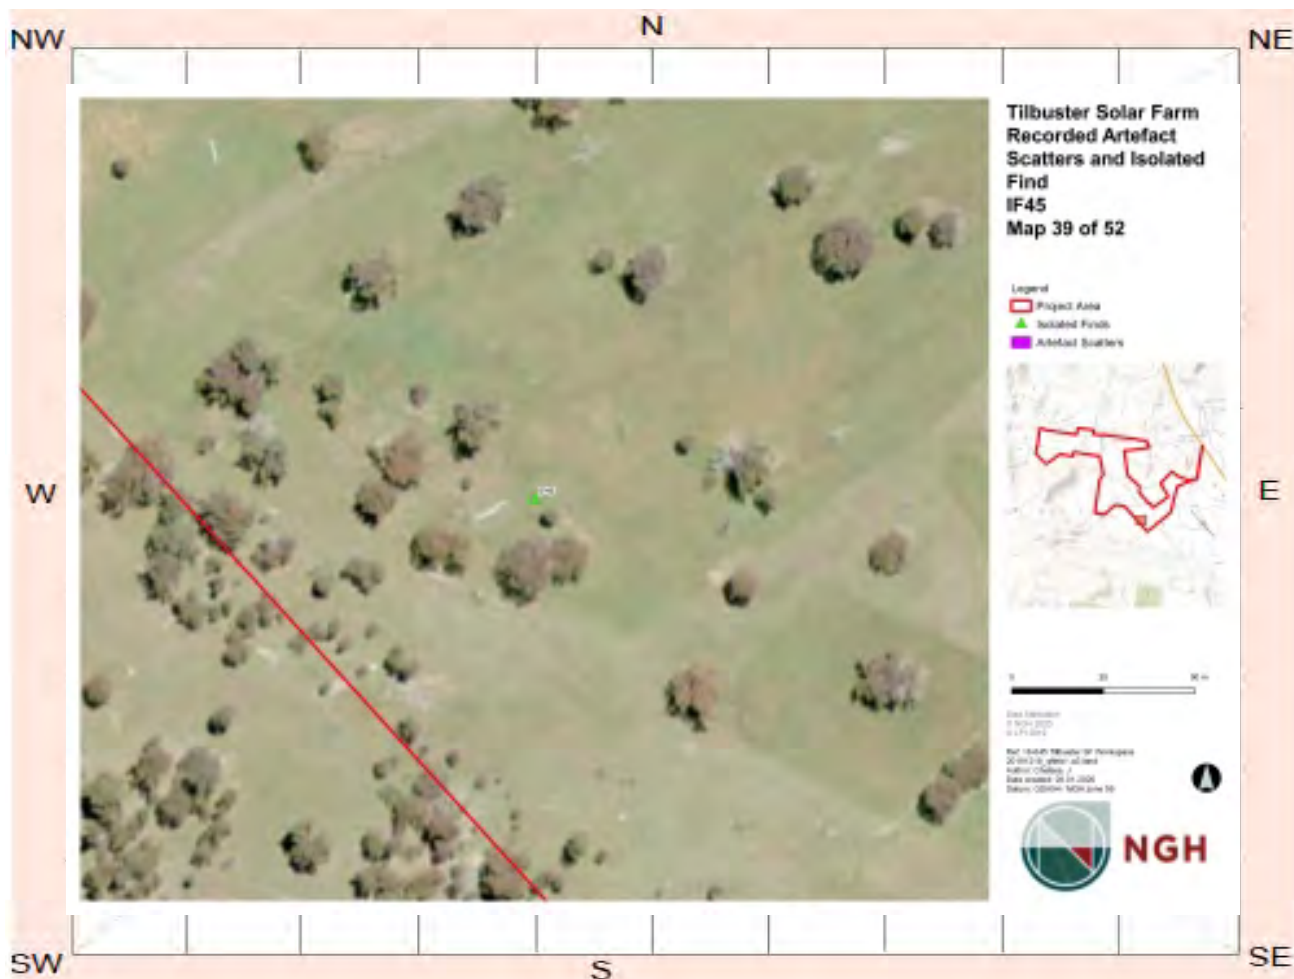 NW
N
NE
Tilbuster Solar Farm
Recorded Artefact
Scatters and Isolated
Find
IF45
Map 39 of 52
Legend
Project Area
Isolated Finds
Artefact Scatters
W
E
NGH
SW
S
SE